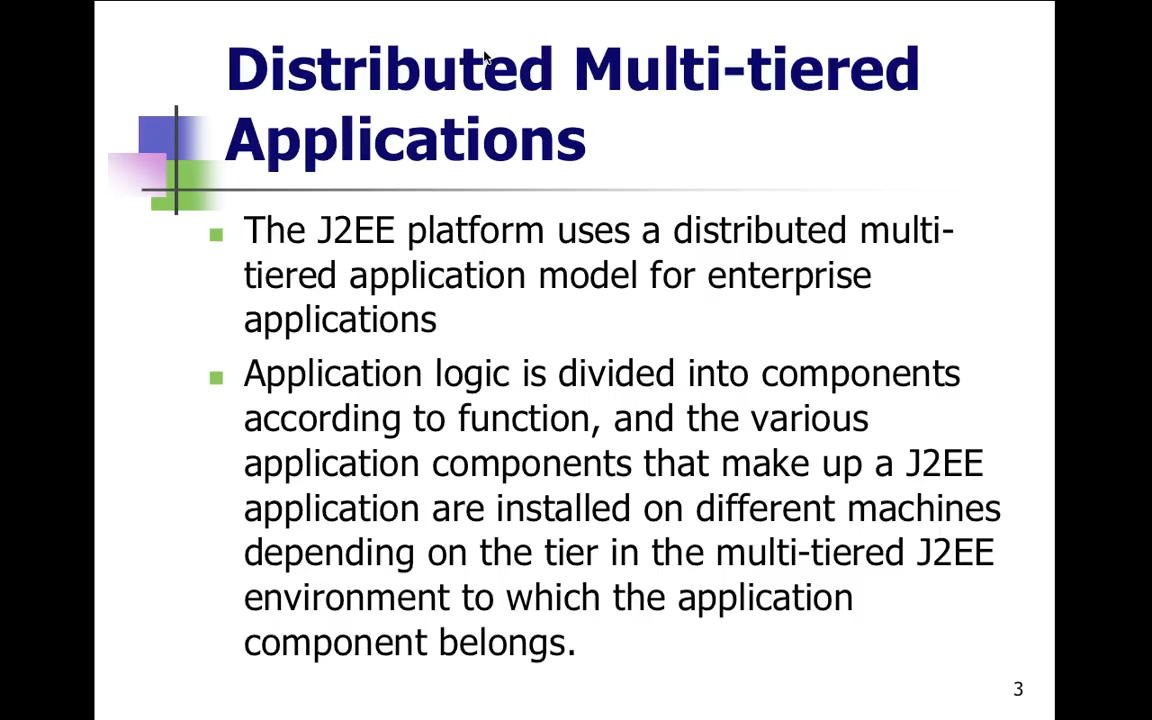 Distributed Multi-tiered
Applications
The J2EE platform uses a distributed multi-
tiered application model for enterprise
applications
Application logic is divided into components
according to function, and the various
application components that make up a J2EE
application are installed on different machines
depending on the tier in the multi-tiered J2EE
environment to which the application
component belongs.
3